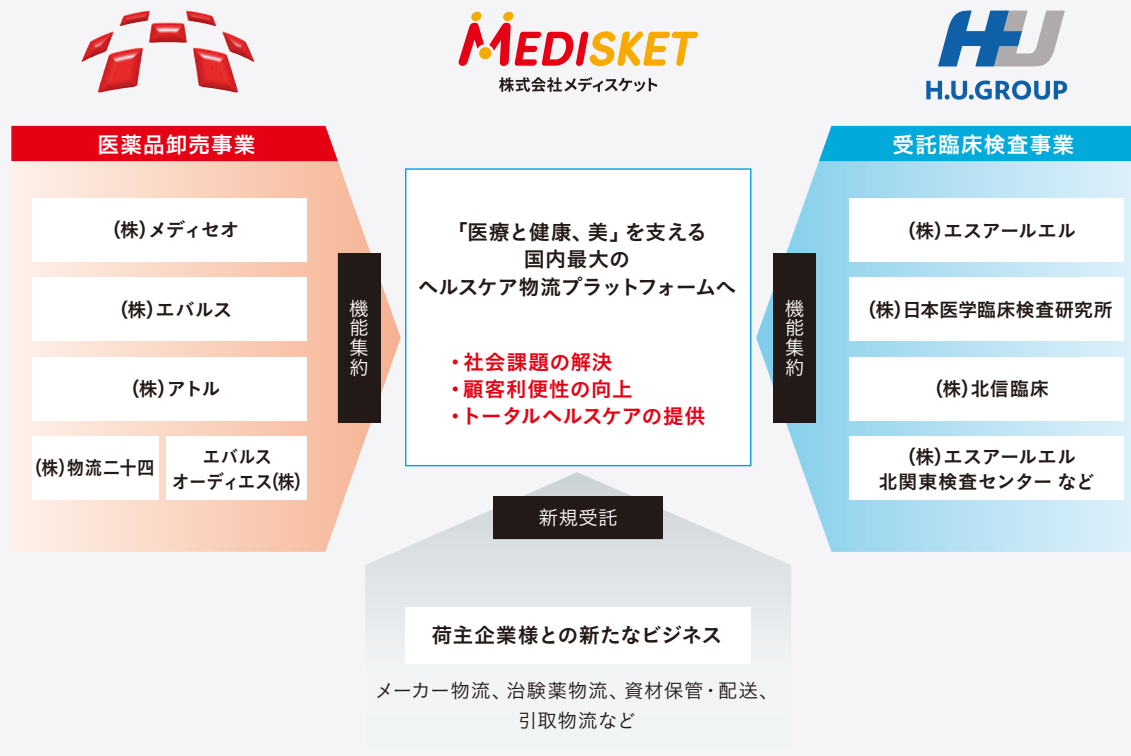 MEDISKET
株式会社メディスケット
HU
H.U.GROUP
医薬品卸売事業
(株)メディセオ
(株)エバルス
(株)アトル
(株)物流二十四
エバルス
オーディエス(株)
機能集約
「医療と健康、美」を支える
国内最大の
ヘルスケア物流プラットフォームへ
・社会課題の解決
・顧客利便性の向上
・トータルヘルスケアの提供
機能集約
受託臨床検査事業
(株)エスアールエル
(株)日本医学臨床検査研究所
(株)北信臨床
(株)エスアールエル
北関東検査センター など
新規受託
荷主企業様との新たなビジネス
メーカー物流、治験薬物流、資材保管・配送、
引取物流など